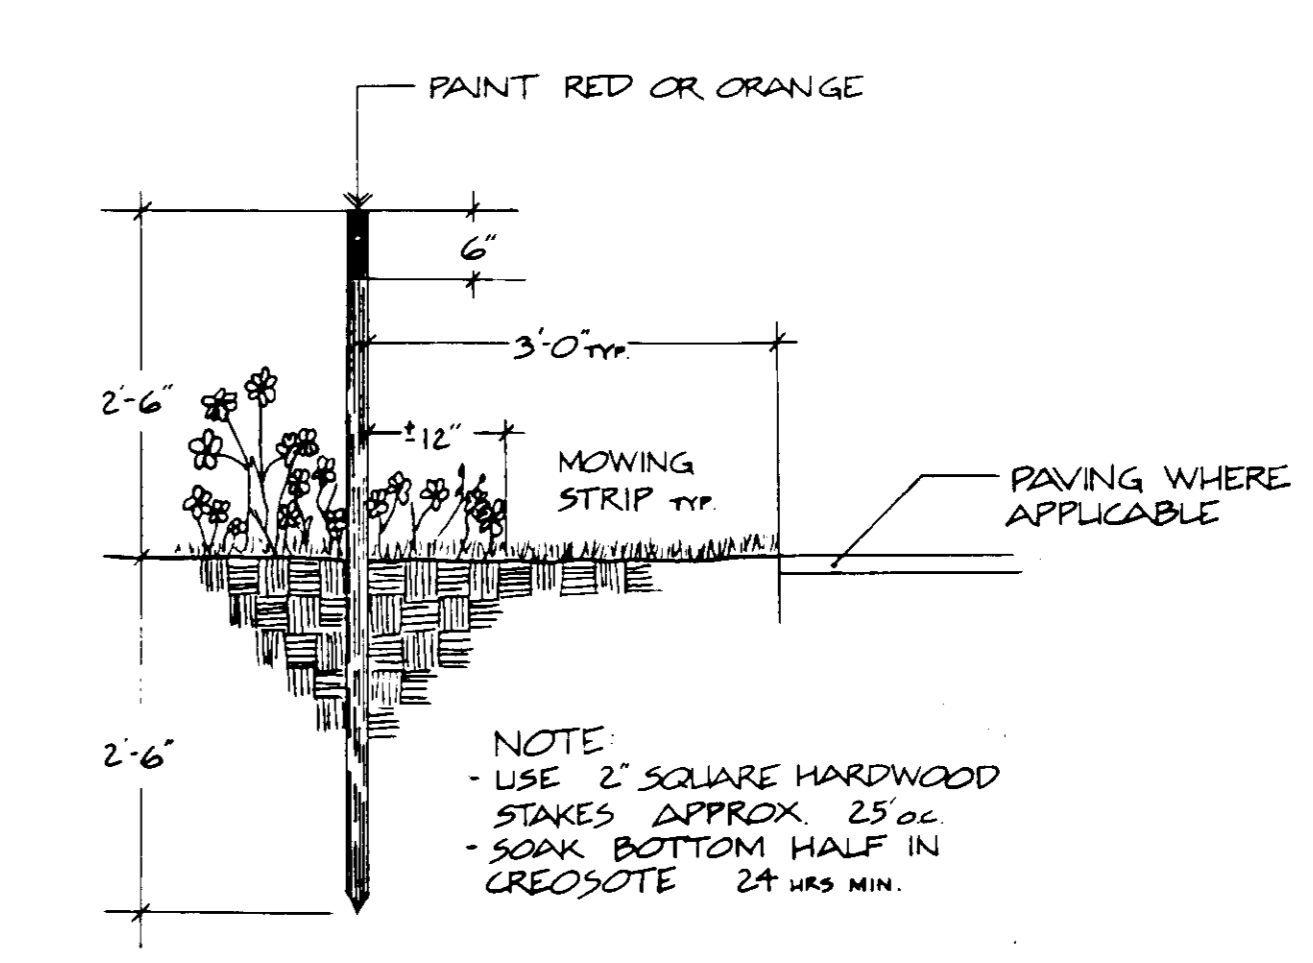 PAINT RED OR ORANGE
6"
3'-0" TYP.
2'-6"
±12"
MOWING
STRIP TYP.
PAVING WHERE
APPLICABLE
2'-6"
NOTE:
- USE 2" SQUARE HARDWOOD
STAKES APPROX. 25' O.C.
- SOAK BOTTOM HALF IN
CREOSOTE 24 HRS MIN.